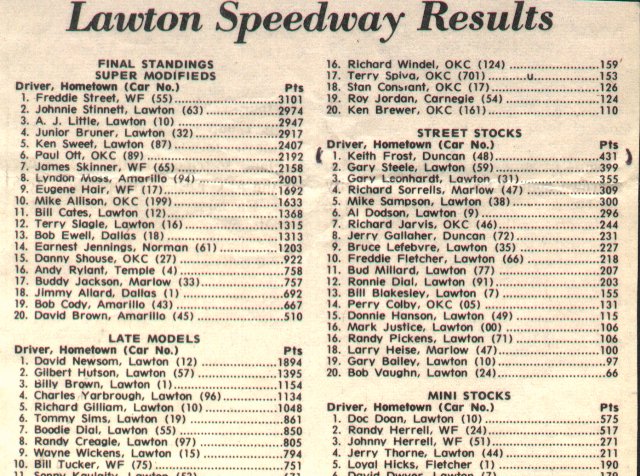 Lawton Speedway Results
FINAL STANDINGS
SUPER MODIFIEDS
Driver, Hometown (Car No.) Pts
1. Freddie Street, WF (55) 3101
2. Johnnie Stinnett, Lawton (63) 2974
3. A. J. Little, Lawton (10) 2947
4. Junior Bruner, Lawton (32) 2917
5. Ken Sweet, Lawton (87) 2407
6. Paul Ott, OKC (89) 2192
7. James Skinner, WF (65) 2158
8. Lyndon Moss, Amarillo (94) 2001
9. Eugene Hair, WF (17) 1692
10. Mike Allison, OKC (199) 1633
11. Bill Cates, Lawton (12) 1368
12. Terry Slagle, Lawton (16) 1315
13. Bob Ewell, Dallas (18) 1313
14. Earnest Jennings, Norman (61) 1203
15. Danny Shouse, OKC (27) 922
16. Andy Rylant, Temple (4) 758
17. Buddy Jackson, Marlow (33) 757
18. Jimmy Allard, Dallas (1) 692
19. Bob Cody, Amarillo (43) 667
20. David Brown, Amarillo (45) 510
LATE MODELS
Driver, Hometown (Car No.) Pts
1. David Newsom, Lawton (12) 1894
2. Gilbert Hutson, Lawton (57) 1395
3. Billy Brown, Lawton (1) 1154
4. Charles Yarbrough, Lawton (96) 1134
5. Richard Gilliam, Lawton (10) 1048
6. Tommy Sims, Lawton (19) 861
7. Boodie Dial, Lawton (55) 850
8. Randy Creagle, Lawton (97) 805
9. Wayne Wickens, Lawton (15) 794
10. Bill Tucker, WF (75) 751
16. Richard Windel, OKC (124) 159
17. Terry Spiva, OKC (701) 153
18. Stan Constant, OKC (17) 126
19. Roy Jordan, Carnegie (54) 124
20. Ken Brewer, OKC (161) 110
STREET STOCKS
Driver, Hometown (Car No.) Pts
1. Keith Frost, Duncan (48) 431
2. Gary Steele, Lawton (59) 399
3. Gary Leonhardt, Lawton (31) 355
4. Richard Sorrells, Marlow (47) 309
5. Mike Sampson, Lawton (38) 300
6. Al Dodson, Lawton (9) 296
7. Richard Jarvis, OKC (46) 244
8. Jerry Gallaher, Duncan (72) 231
9. Bruce Lefebvre, Lawton (35) 227
10. Freddie Fletcher, Lawton (66) 218
11. Bud Millard, Lawton (77) 207
12. Ronnie Dial, Lawton (91) 203
13. Bill Blakesley, Lawton (7) 155
14. Perry Colby, OKC (05) 131
15. Donnie Hanson, Lawton (49) 115
16. Mark Justice, Lawton (00) 106
16. Randy Pickens, Lawton (71) 106
18. Larry Heise, Marlow (47) 100
19. Gary Bailey, Lawton (10) 97
20. Bob Vaughn, Lawton (24) 66
MINI STOCKS
Driver, Hometown (Car No.) Pts
1. Doc Doan, Lawton (10) 575
2. Randy Herrell, WF (24) 517
3. Johnny Herrell, WF (51) 271
4. Jerry Thorne, Lawton (44) 211
5. Loyal Hicks, Fletcher (1) 190